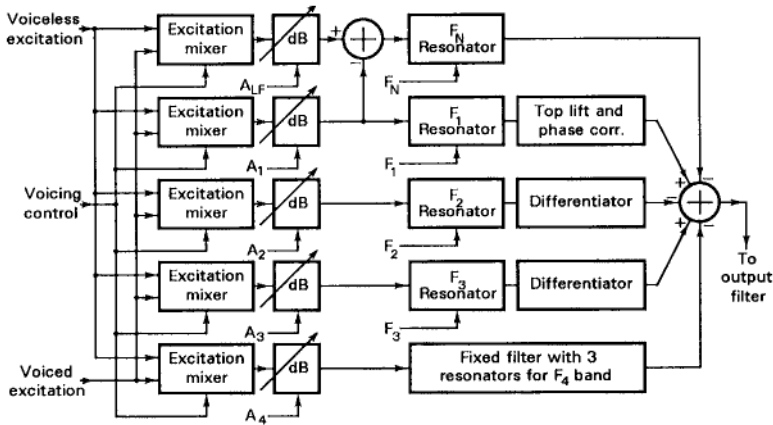 Voiceless
excitation
Excitation
mixer
dB
A_LF
+
−
+
F_N
F_N
Resonator
Excitation
mixer
dB
A_1
F_1
F_1
Resonator
Top lift and
phase corr.
Voicing
control
Excitation
mixer
dB
A_2
F_2
F_2
Resonator
Differentiator
+
−
−
+
−
+
To
output
filter
Excitation
mixer
dB
A_3
F_3
F_3
Resonator
Differentiator
Voiced
excitation
Excitation
mixer
dB
A_4
Fixed filter with 3
resonators for F_4 band